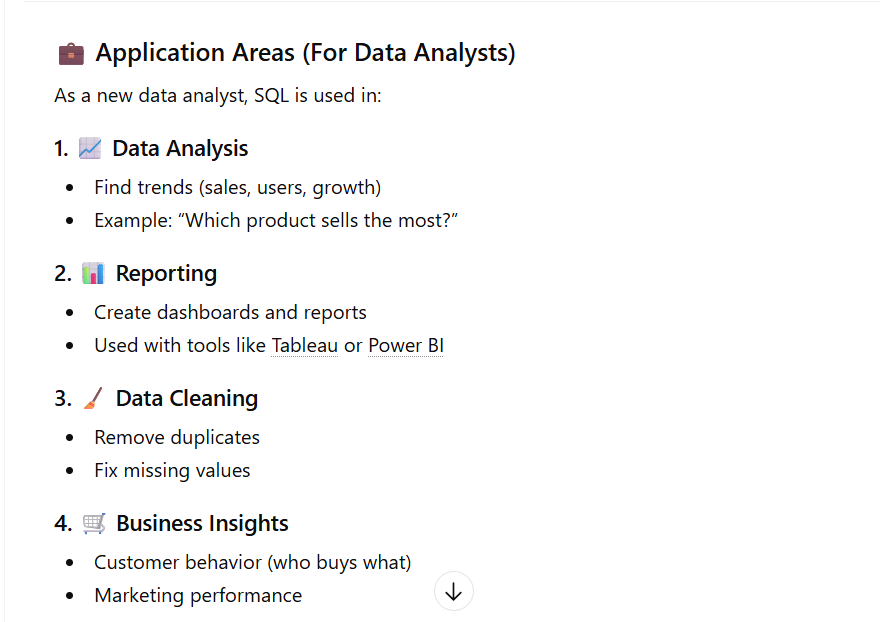 Application Areas (For Data Analysts)
As a new data analyst, SQL is used in:
1. Data Analysis
• Find trends (sales, users, growth)
• Example: “Which product sells the most?”
2. Reporting
• Create dashboards and reports
• Used with tools like Tableau or Power BI
3. Data Cleaning
• Remove duplicates
• Fix missing values
4. Business Insights
• Customer behavior (who buys what)
• Marketing performance